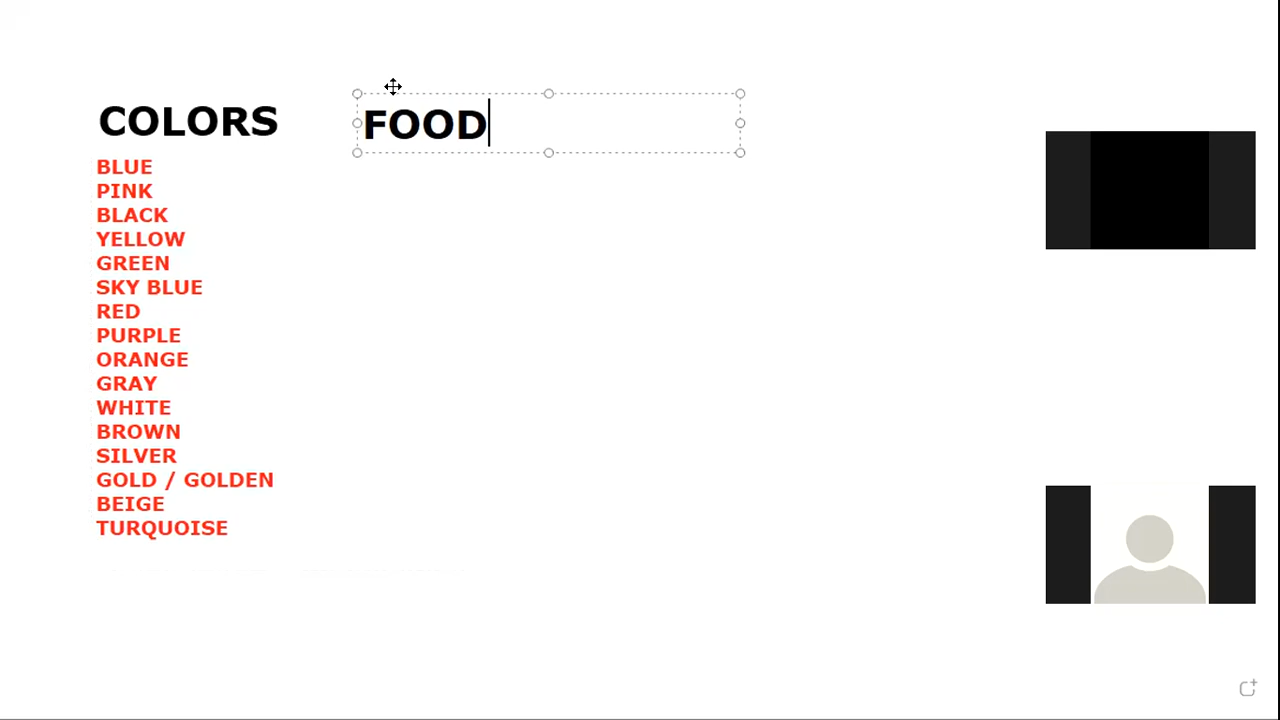 COLORS
BLUE
PINK
BLACK
YELLOW
GREEN
SKY BLUE
RED
PURPLE
ORANGE
GRAY
WHITE
BROWN
SILVER
GOLD / GOLDEN
BEIGE
TURQUOISE
FOOD